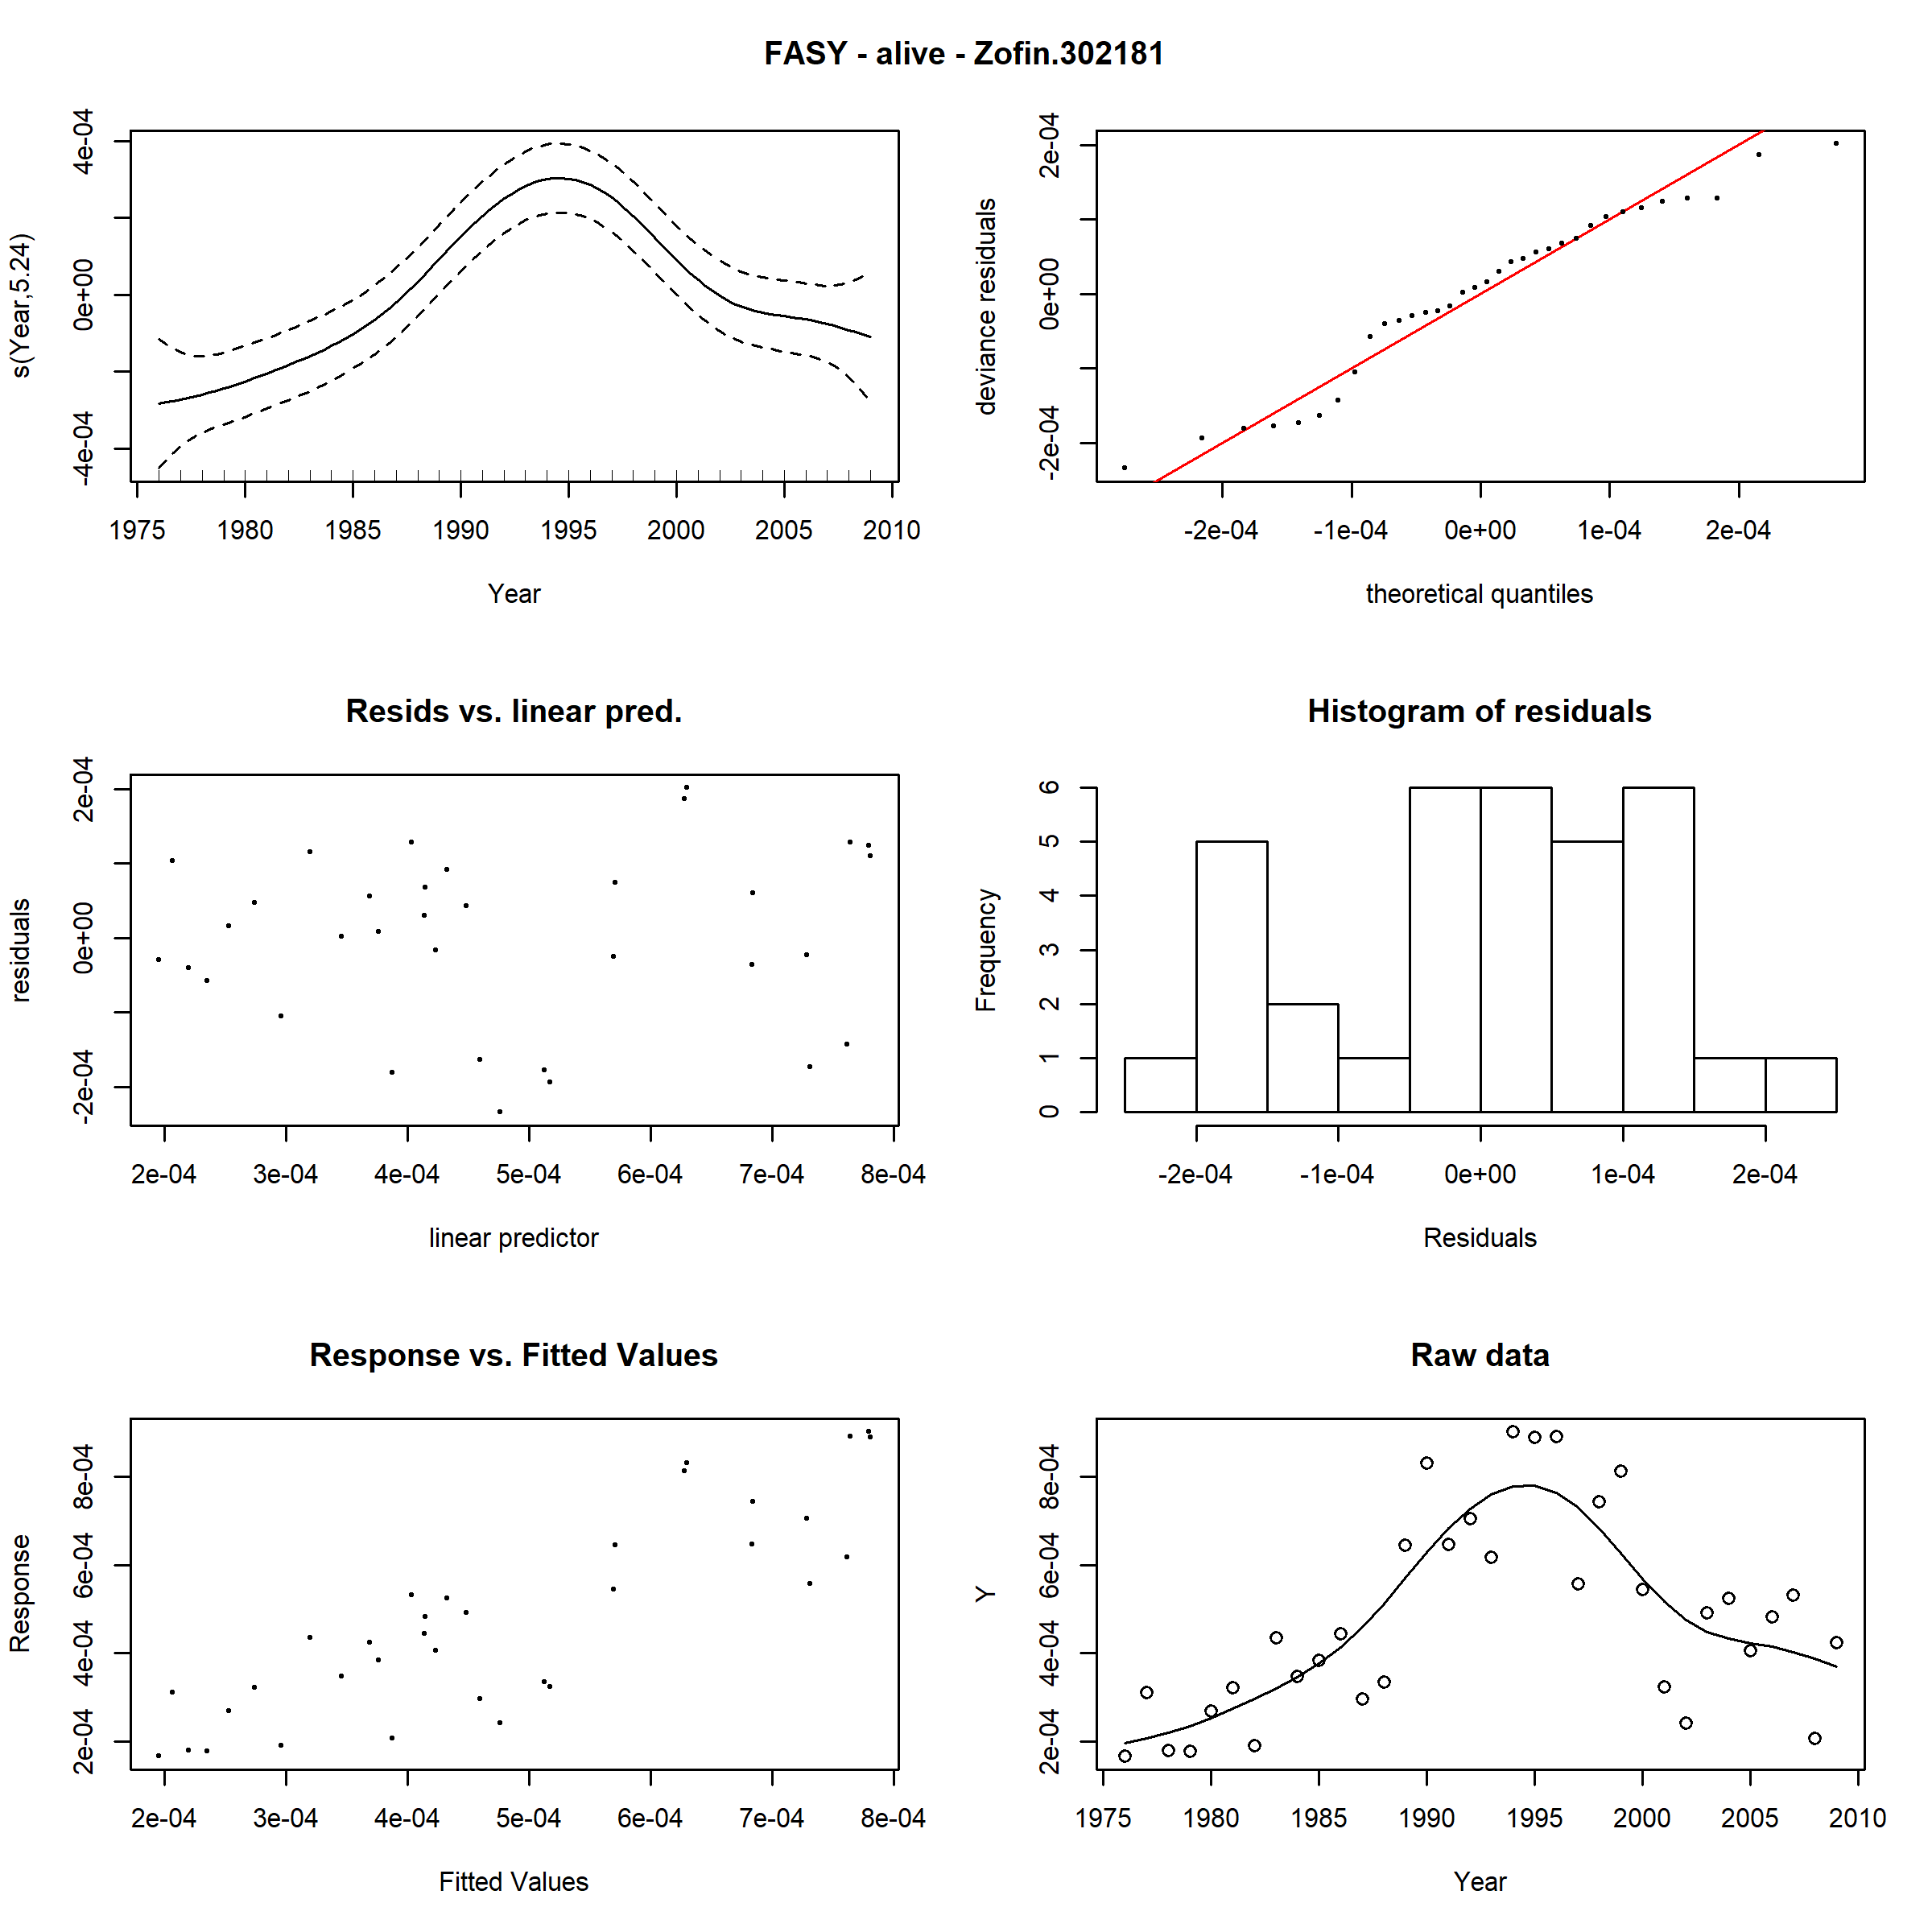 FASY - alive - Zofin.302181
s(Year,5.24)
-4e-04 0e+00 4e-04
1975 1980 1985 1990 1995 2000 2005 2010
Year
deviance residuals
-2e-04 0e+00 2e-04
-2e-04 -1e-04 0e+00 1e-04 2e-04
theoretical quantiles
Resids vs. linear pred.
residuals
-2e-04 0e+00 2e-04
2e-04 3e-04 4e-04 5e-04 6e-04 7e-04 8e-04
linear predictor
Histogram of residuals
Frequency
0 1 2 3 4 5 6
-2e-04 -1e-04 0e+00 1e-04 2e-04
Residuals
Response vs. Fitted Values
Response
2e-04 4e-04 6e-04 8e-04
2e-04 3e-04 4e-04 5e-04 6e-04 7e-04 8e-04
Fitted Values
Raw data
Y
2e-04 4e-04 6e-04 8e-04
1975 1980 1985 1990 1995 2000 2005 2010
Year